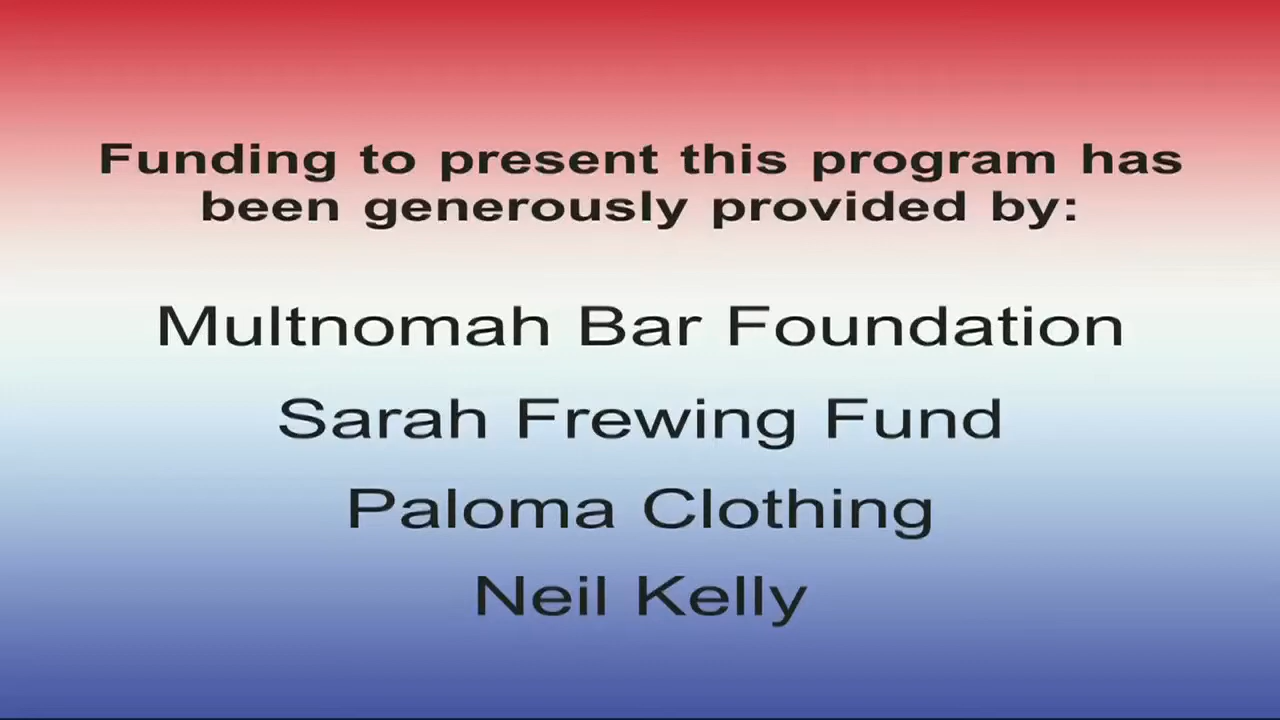 Funding to present this program has
been generously provided by:
Multnomah Bar Foundation
Sarah Frewing Fund
Paloma Clothing
Neil Kelly